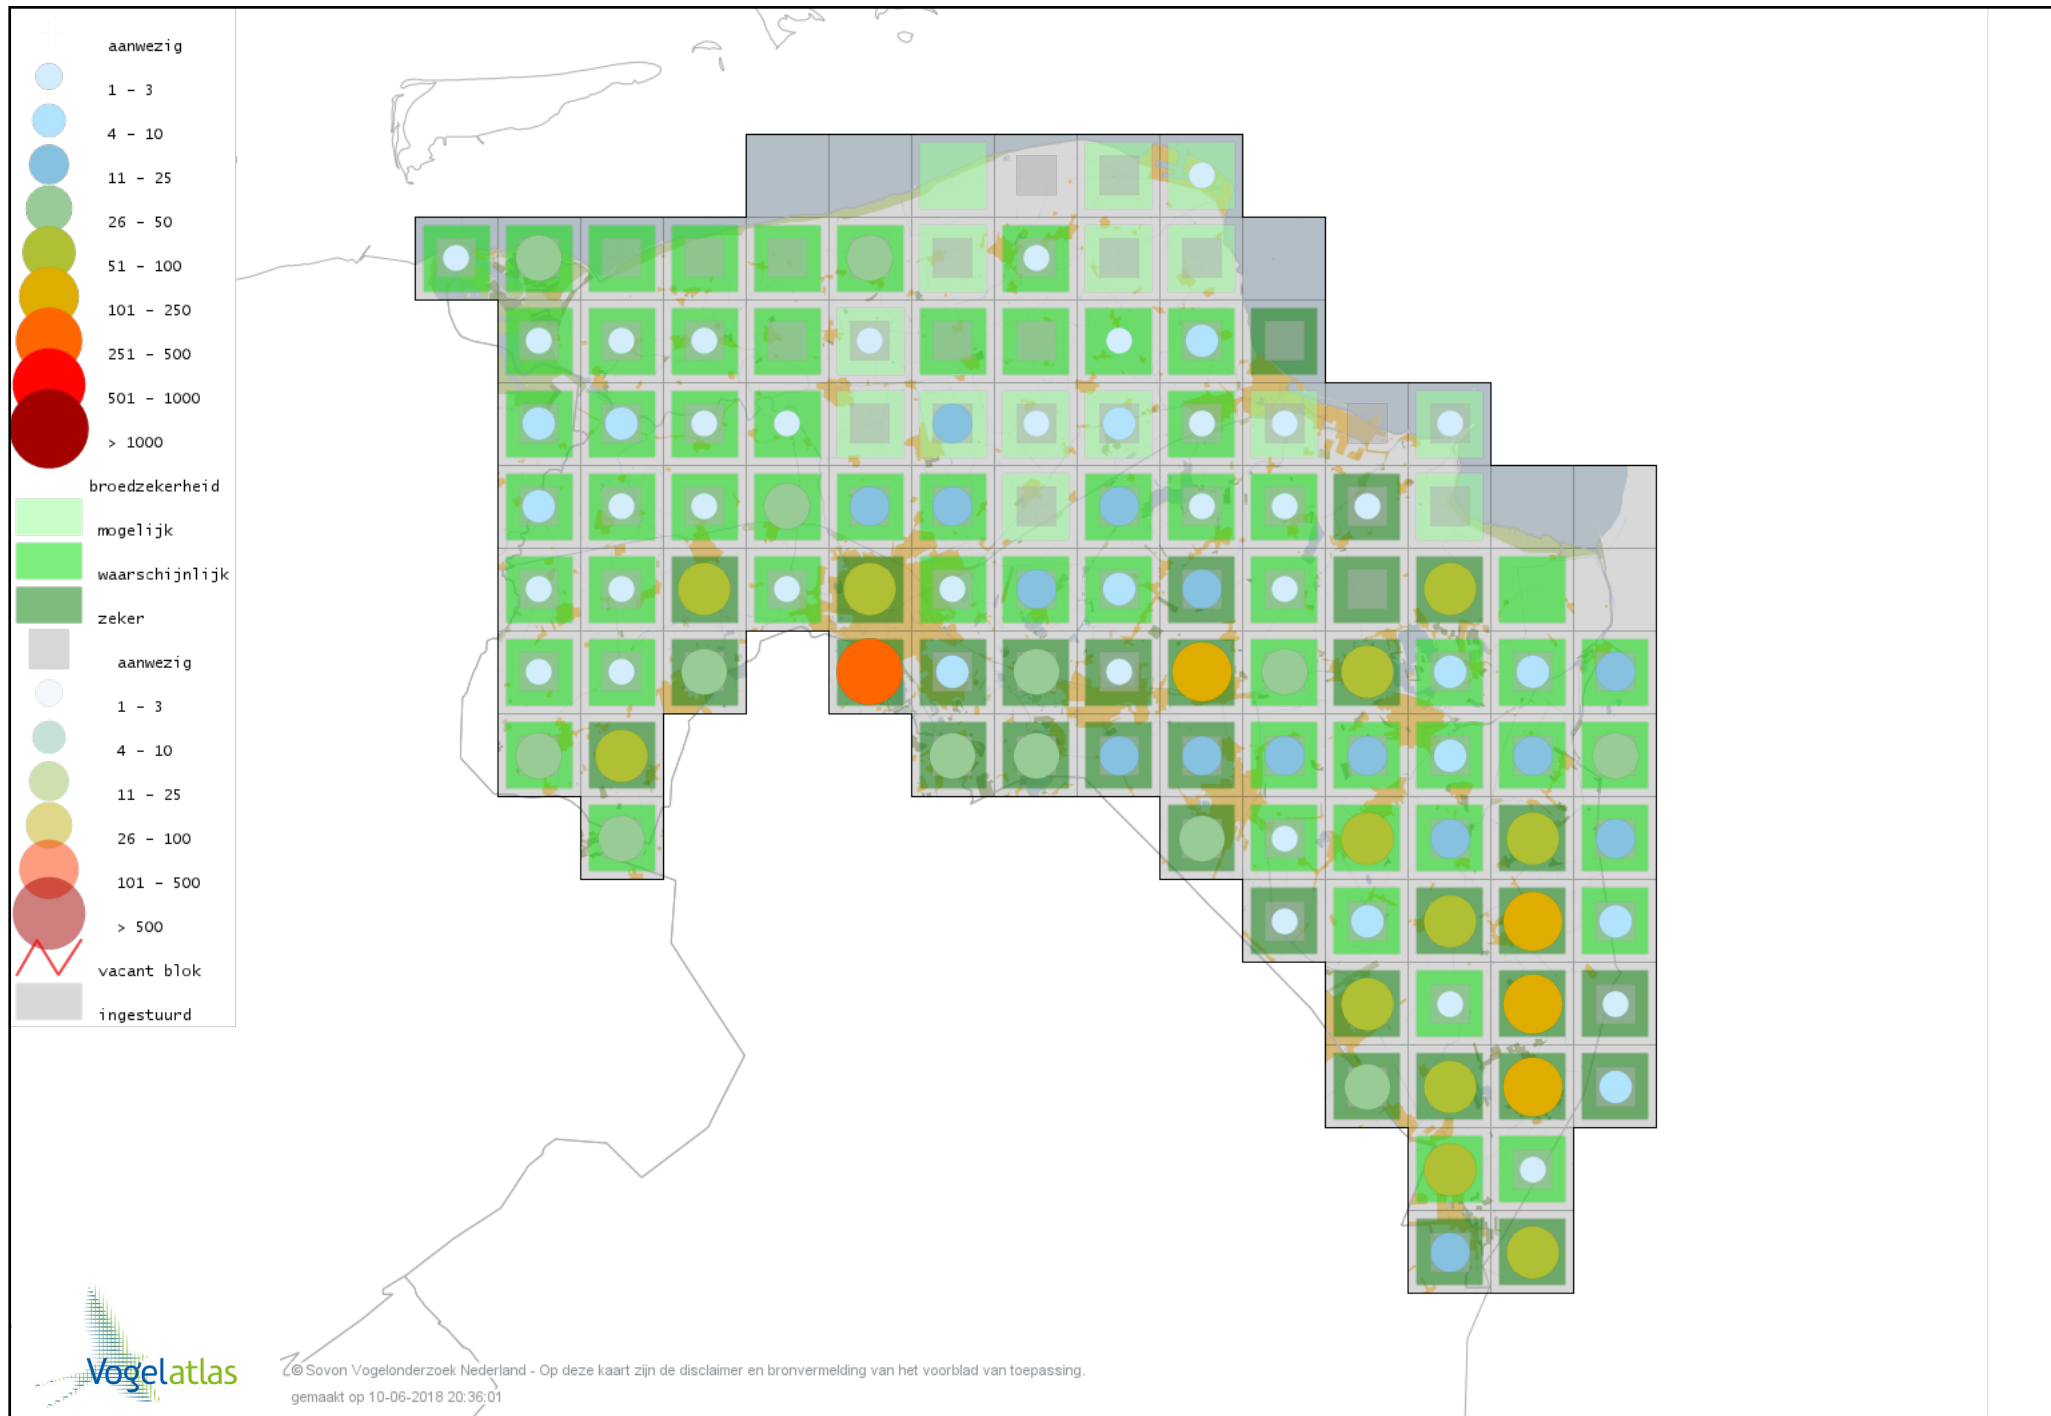 aanwezig
1 - 3
4 - 10
11 - 25
26 - 50
51 - 100
101 - 250
251 - 500
501 - 1000
> 1000
broedzekerheid
mogelijk
waarschijnlijk
zeker
aanwezig
1 - 3
4 - 10
11 - 25
26 - 100
101 - 500
> 500
vacant blok
ingestuurd
Vogelatlas
© Sovon Vogelonderzoek Nederland - Op deze kaart zijn de disclaimer en bronvermelding van het voorblad van toepassing.
gemaakt op 10-06-2018 20:36:01